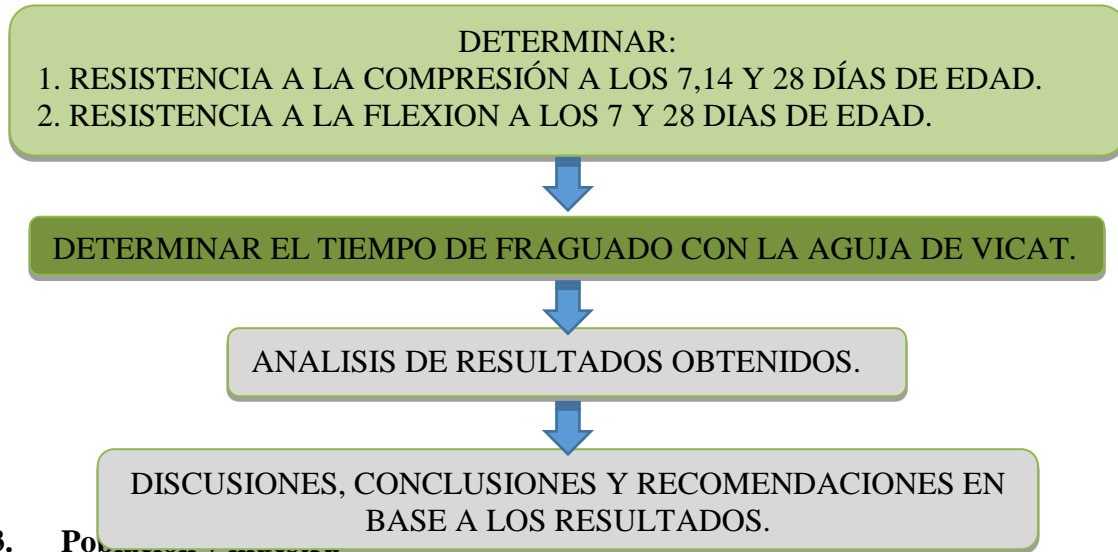 DETERMINAR:
1. RESISTENCIA A LA COMPRESIÓN A LOS 7,14 Y 28 DÍAS DE EDAD.
2. RESISTENCIA A LA FLEXION A LOS 7 Y 28 DIAS DE EDAD.
DETERMINAR EL TIEMPO DE FRAGUADO CON LA AGUJA DE VICAT.
ANALISIS DE RESULTADOS OBTENIDOS.
DISCUSIONES, CONCLUSIONES Y RECOMENDACIONES EN
BASE A LOS RESULTADOS.